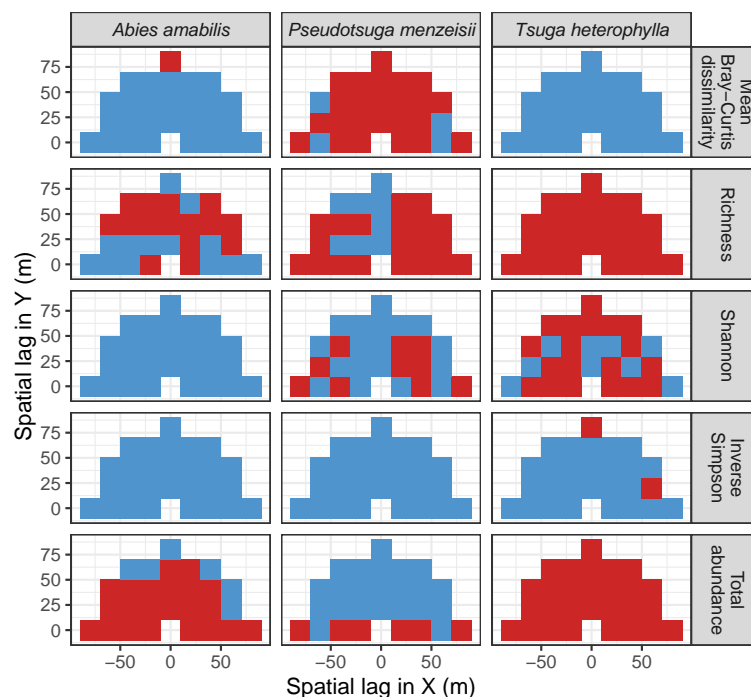 Abies amabilis
Pseudotsuga menzeisii
Tsuga heterophylla
75
50
25
0
Mean
Bray−Curtis
dissimilarity
75
50
25
0
Richness
75
50
25
0
Shannon
75
50
25
0
Inverse
Simpson
75
50
25
0
Total
abundance
Spatial lag in Y (m)
−50 0 50
−50 0 50
−50 0 50
Spatial lag in X (m)